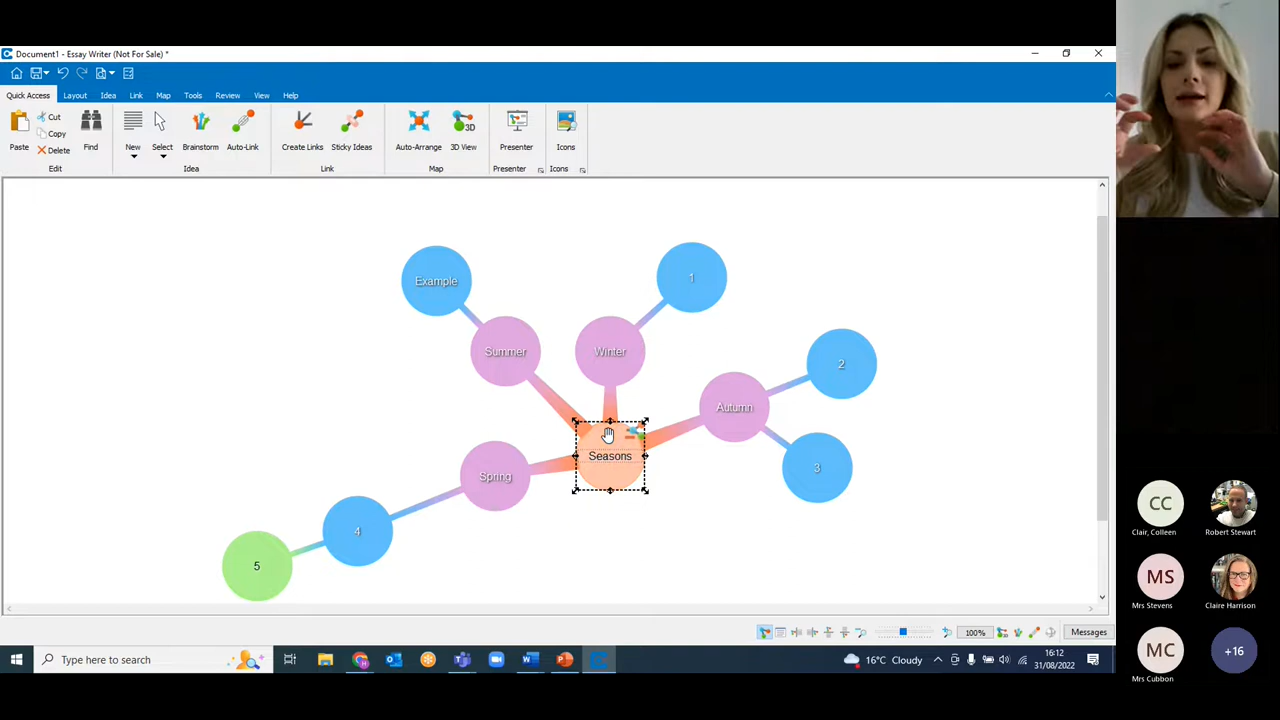 Document1 - Essay Writer (Not For Sale) *
Quick Access Layout Idea Link Map Tools Review View Help
Paste Cut Copy Delete Find
Edit
New Select Brainstorm Auto-Link
Idea
Create Links Sticky Ideas
Link
Auto-Arrange 3D 3D View
Map
Presenter
Presenter
Icons
Icons
Example
1
Summer
Winter
2
Autumn
Seasons
3
Spring
4
5
100%
Messages
Type here to search
16°C Cloudy
16:12
31/08/2022
CC
Clair, Colleen
Robert Stewart
MS
Mrs Stevens
Claire Harrison
MC
Mrs Cubbon
+16